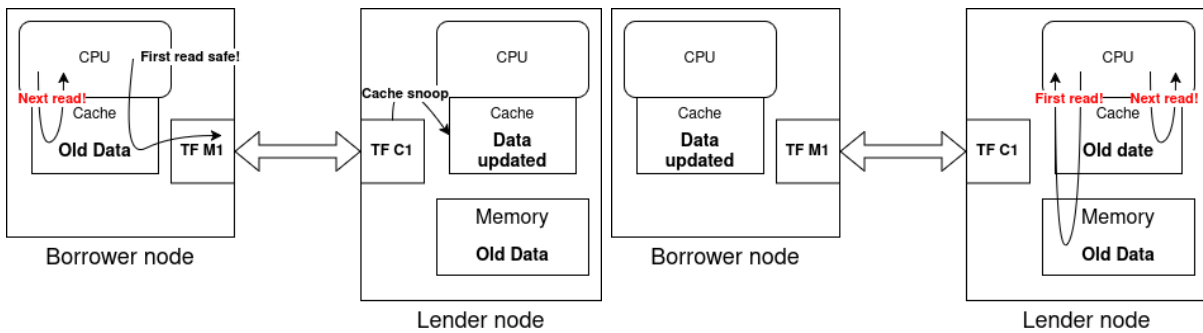 CPU
First read safe!
Next read!
Cache
Old Data
TF M1
Borrower node
Cache snoop
TF C1
CPU
Cache
Data
updated
Memory
Old Data
Lender node
CPU
Cache
Data
updated
TF M1
Borrower node
TF C1
CPU
First read!
Next read!
Cache
Old date
Memory
Old Data
Lender node